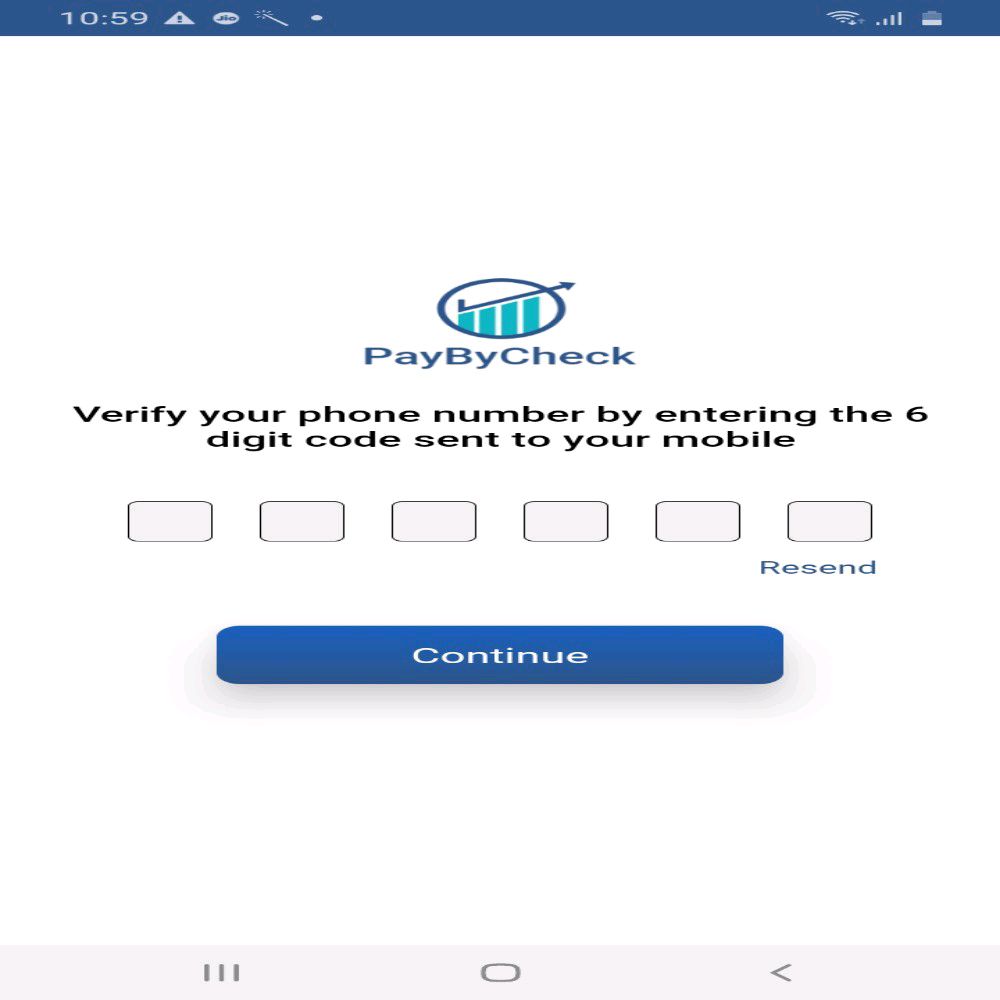 10:59 Jio
PayByCheck
Verify your phone number by entering the 6
digit code sent to your mobile
Resend
Continue